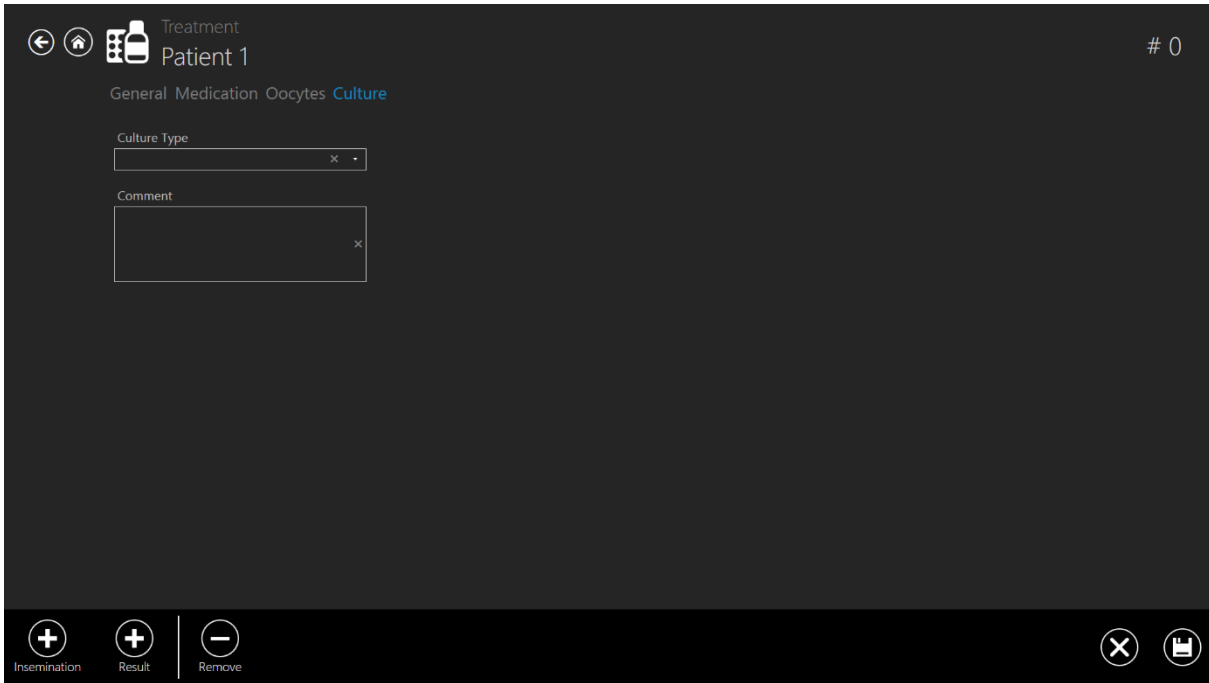 Treatment
Patient 1
# 0
General Medication Oocytes Culture
Culture Type
Comment
Insemination Result Remove